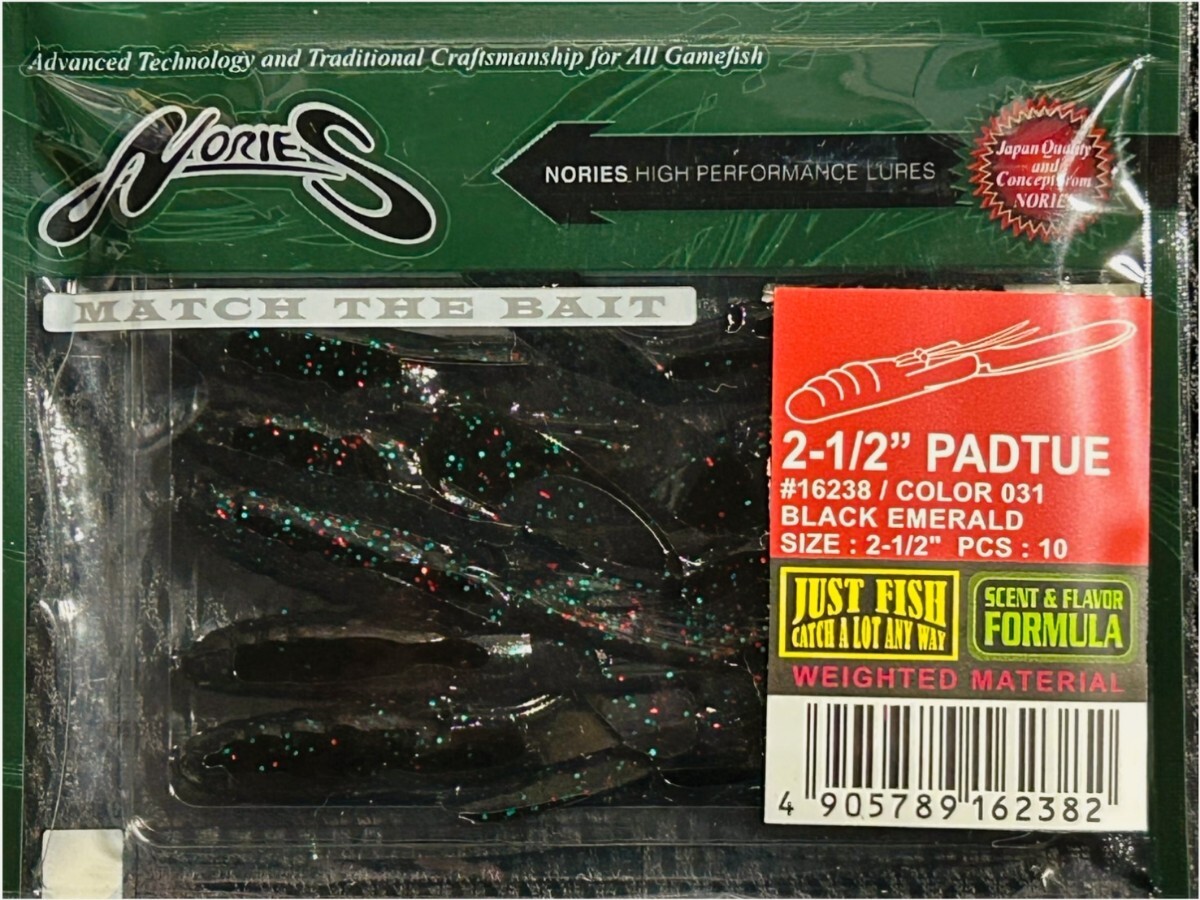 Advanced Technology and Traditional Craftsmanship for All Gamefish
NORIES
NORIES HIGH PERFORMANCE LURES
Japan Quality
and
Concept from
NORIES
MATCH THE BAIT
2-1/2” PADTUE
#16238 / COLOR 031
BLACK EMERALD
SIZE : 2-1/2" PCS : 10
JUST FISH
CATCH A LOT ANY WAY
SCENT & FLAVOR
FORMULA
WEIGHTED MATERIAL
4 905789 162382